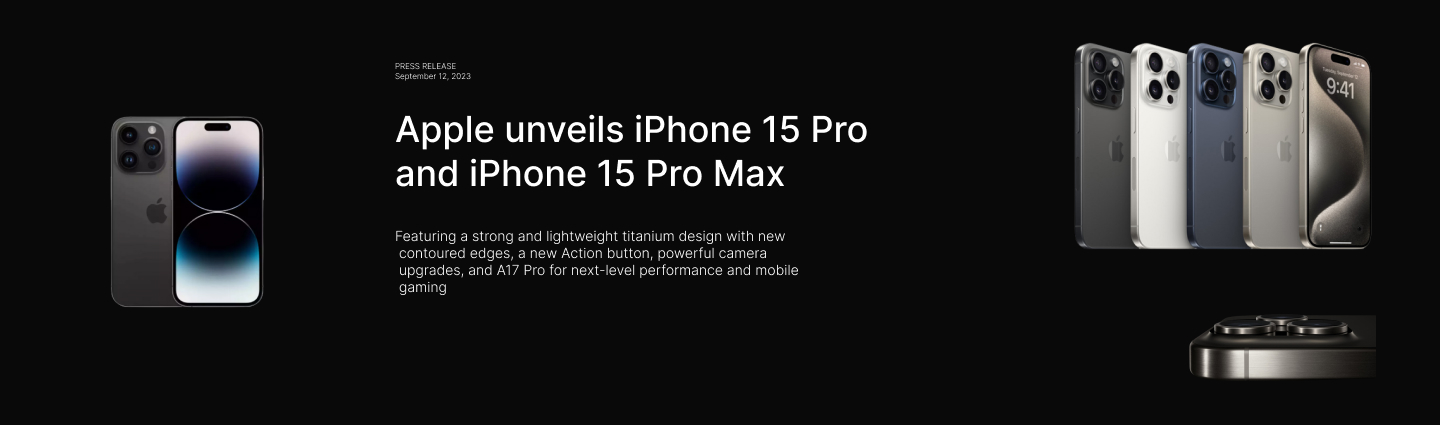 PRESS RELEASE
September 12, 2023
Apple unveils iPhone 15 Pro
and iPhone 15 Pro Max
Featuring a strong and lightweight titanium design with new
contoured edges, a new Action button, powerful camera
upgrades, and A17 Pro for next-level performance and mobile
gaming
9:41